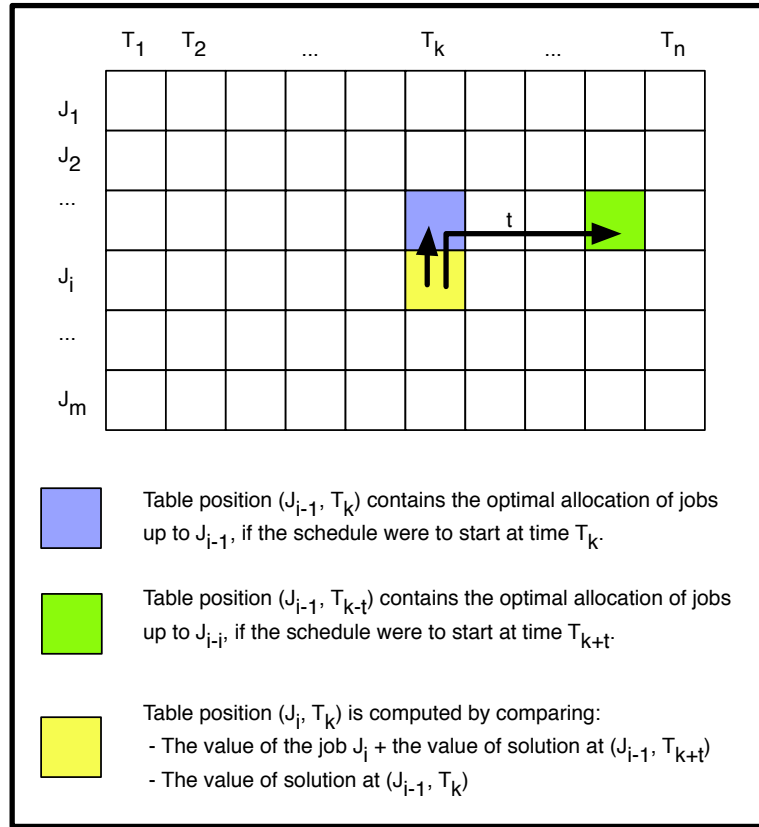 T1 T2 ... Tk ... Tn
J1
J2
...
t
Ji
...
Jm
Table position (Ji-1, Tk) contains the optimal allocation of jobs
up to Ji-1, if the schedule were to start at time Tk.
Table position (Ji-1, Tk-t) contains the optimal allocation of jobs
up to Ji-i, if the schedule were to start at time Tk+t.
Table position (Ji, Tk) is computed by comparing:
- The value of the job Ji + the value of solution at (Ji-1, Tk+t)
- The value of solution at (Ji-1, Tk)